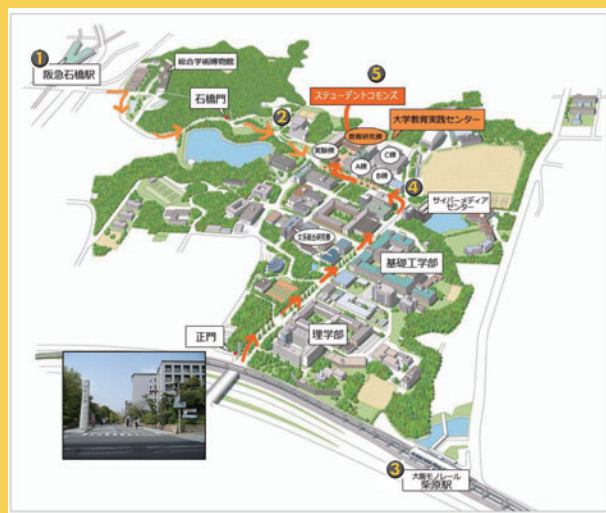 1
阪急石橋駅
総合学術博物館
石橋門
2
5
ステューデントコモンズ
教育研究棟
大学教育実践センター
実験棟
C棟
A棟
B棟
4
サイバーメディア
センター
文系総合研究棟
基礎工学部
理学部
正門
3
大阪モノレール
柴原駅